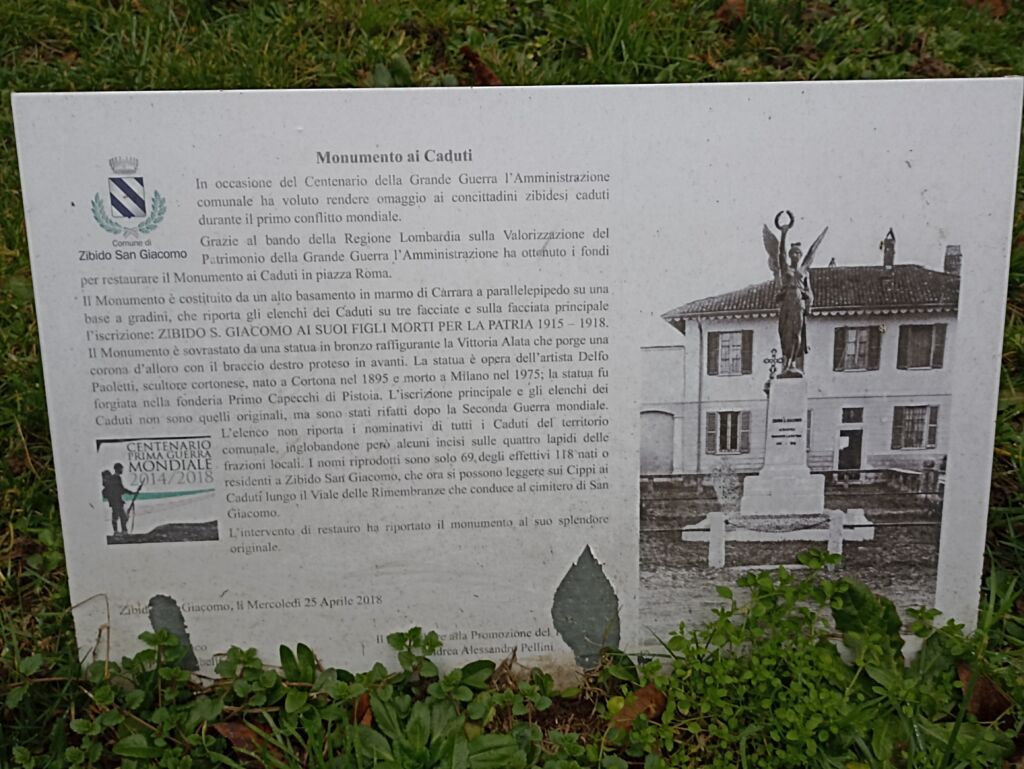 Monumento ai Caduti
In occasione del Centenario della Grande Guerra l'Amministrazione
comunale ha voluto rendere omaggio ai concittadini zibidesi caduti
durante il primo conflitto mondiale.
Comune di
Zibido San Giacomo
Grazie al bando della Regione Lombardia sulla Valorizzazione del
Patrimonio della Grande Guerra l'Amministrazione ha ottenuto i fondi
per restaurare il Monumento ai Caduti in piazza Roma.
Il Monumento è costituito da un alto basamento in marmo di Carrara a parallelepipedo su una
base a gradini, che riporta gli elenchi dei Caduti su tre facciate e sulla facciata principale
l'iscrizione: ZIBIDO S. GIACOMO AI SUOI FIGLI MORTI PER LA PATRIA 1915 – 1918.
Il Monumento è sovrastato da una statua in bronzo raffigurante la Vittoria Alata che porge una
corona d'alloro con il braccio destro proteso in avanti. La statua è opera dell'artista Delfo
Paoletti, scultore cortonese, nato a Cortona nel 1895 e morto a Milano nel 1975; la statua fu
forgiata nella fonderia Primo Capecchi di Pistoia. L'iscrizione principale e gli elenchi dei
Caduti non sono quelli originali, ma sono stati rifatti dopo la Seconda Guerra mondiale.
L'elenco non riporta i nominativi di tutti i Caduti del territorio
comunale, inglobandone però alcuni incisi sulle quattro lapidi delle
frazioni locali. I nomi riprodotti sono solo 69 degli effettivi 118 nati o
residenti a Zibido San Giacomo, che ora si possono leggere sui Cippi ai
Caduti lungo il Viale delle Rimembranze che conduce al cimitero di San
Giacomo.
CENTENARIO
PRIMA GUERRA
MONDIALE
2014/2018
L'intervento di restauro ha riportato il monumento al suo splendore
originale.
Giacomo, lì Mercoledì 25 Aprile 2018
Il alla Promozione del
Alessandro Pellini